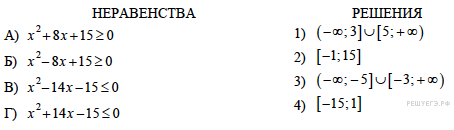 НЕРАВЕНСТВА РЕШЕНИЯ
А) x²+8x+15≥0 1) (−∞;3]∪[5;+∞)
Б) x²−8x+15≥0 2) [−1;15]
В) x²−14x−15≤0 3) (−∞;−5]∪[−3;+∞)
Г) x²+14x−15≤0 4) [−15;1]
РЕШУЕГЭ.РФ